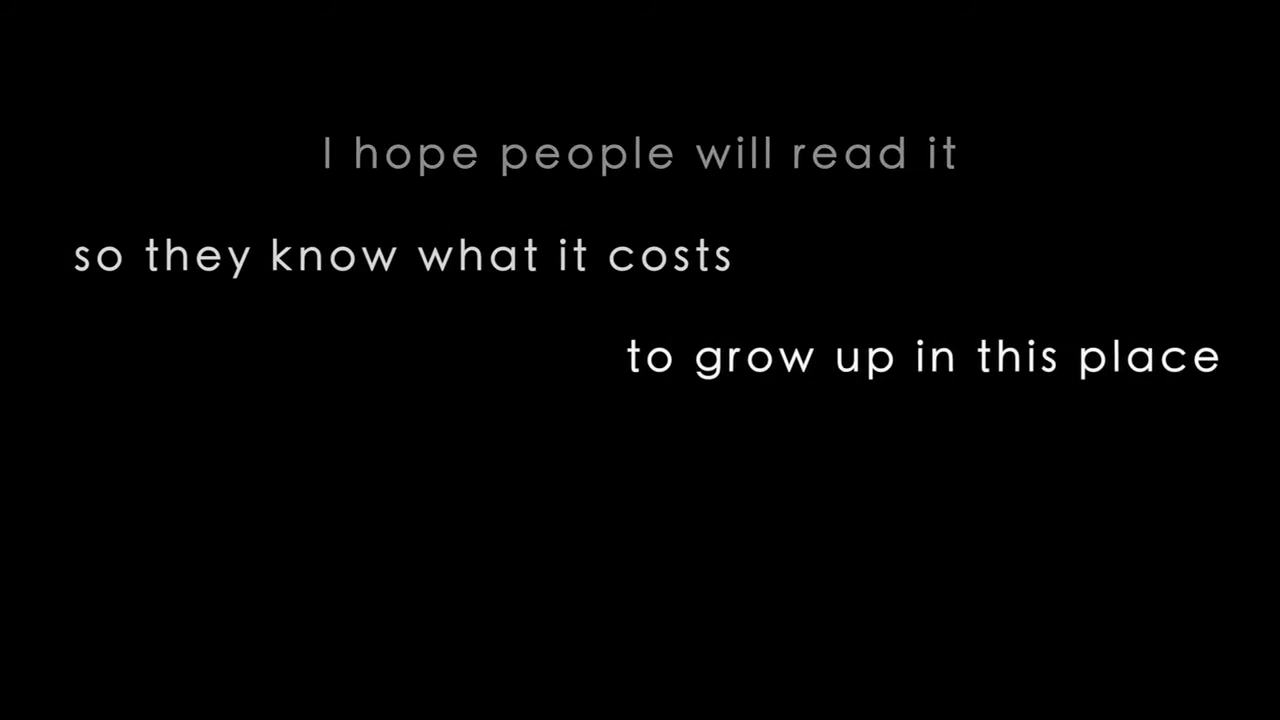 I hope people will read it
so they know what it costs
to grow up in this place